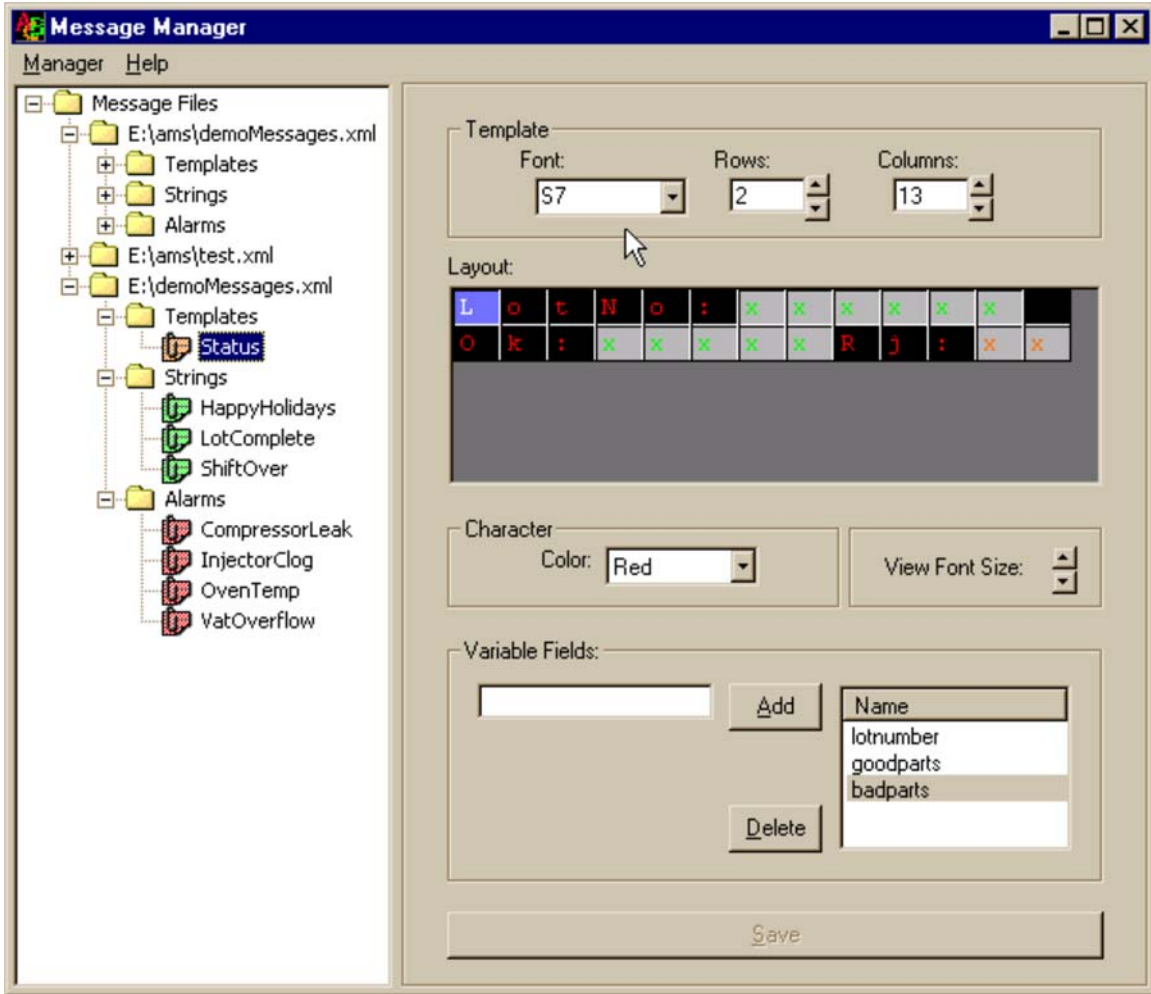 Message Manager
Manager Help
Message Files
E:\ams\demoMessages.xml
Templates
Strings
Alarms
E:\ams\test.xml
E:\demoMessages.xml
Templates
Status
Strings
HappyHolidays
LotComplete
ShiftOver
Alarms
CompressorLeak
InjectorClog
OvenTemp
VatOverflow
Template
Font: Rows: Columns:
S7 2 13
Layout:
L o t N o : x x x x x x
O k : x x x x x R j : x x
Character
Color: Red
View Font Size:
Variable Fields:
Add
Delete
Name
lotnumber
goodparts
badparts
Save